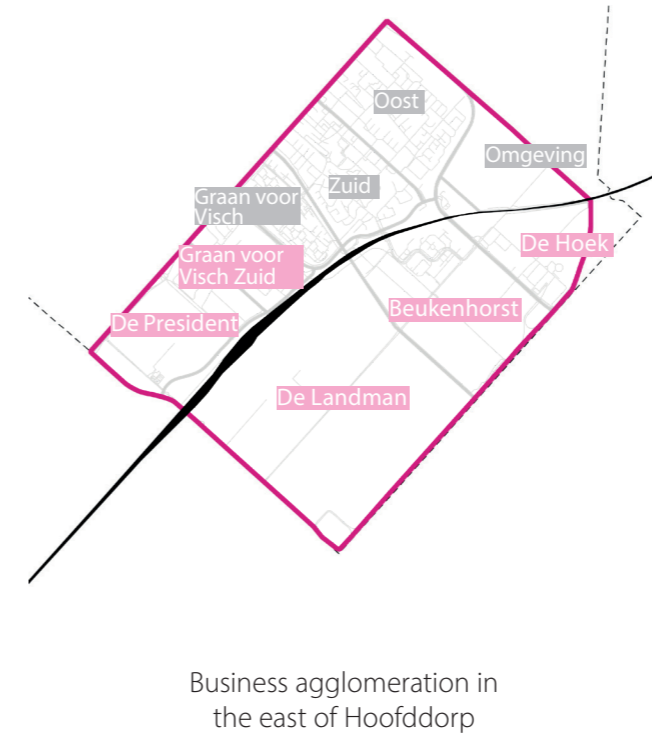 Oost
Omgeving
Zuid
Graan voor
Visch
De Hoek
Graan voor
Visch Zuid
Beukenhorst
De President
De Landman
Business agglomeration in
the east of Hoofddorp